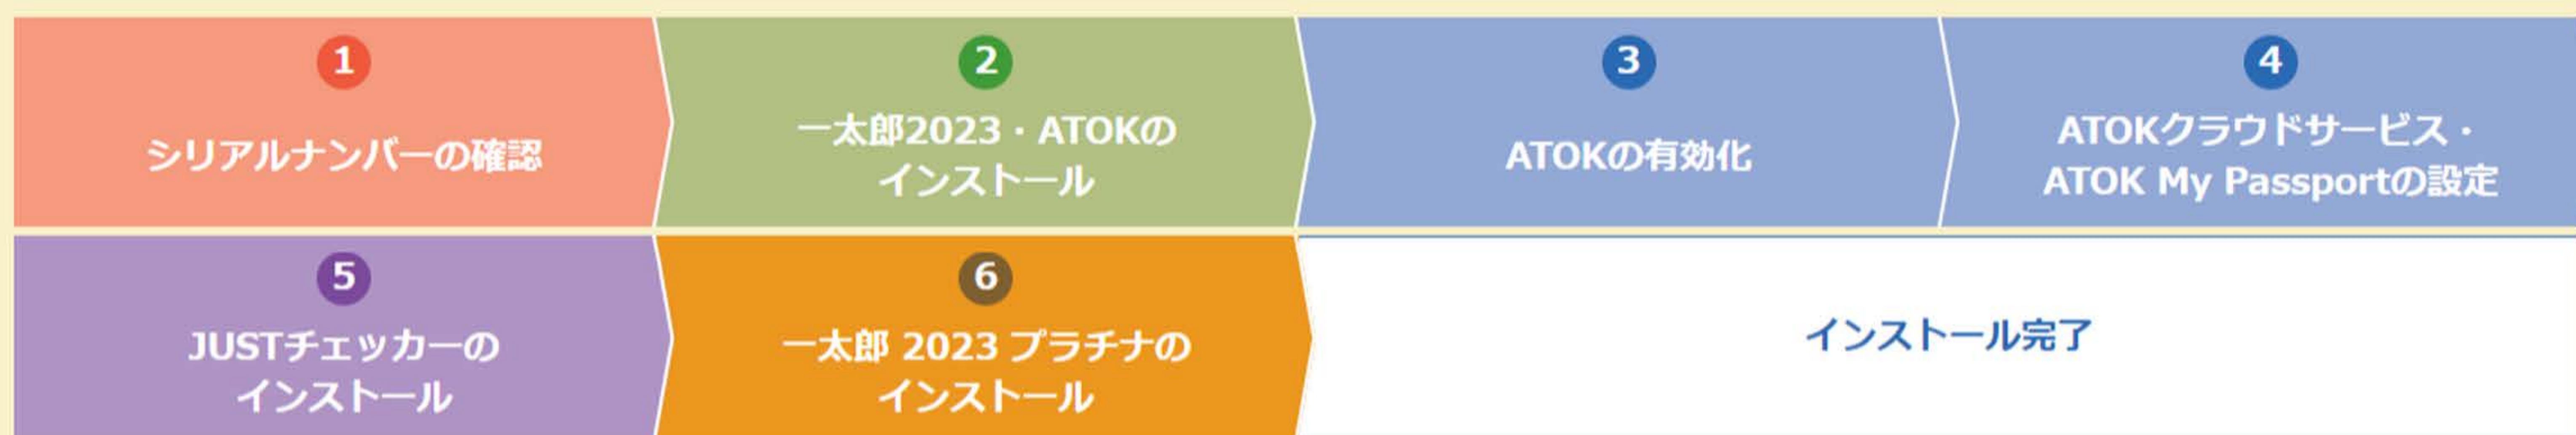 1
シリアルナンバーの確認
2
一太郎2023・ATOKの
インストール
3
ATOKの有効化
4
ATOKクラウドサービス・
ATOK My Passportの設定
5
JUSTチェッカーの
インストール
6
一太郎 2023 プラチナの
インストール
インストール完了